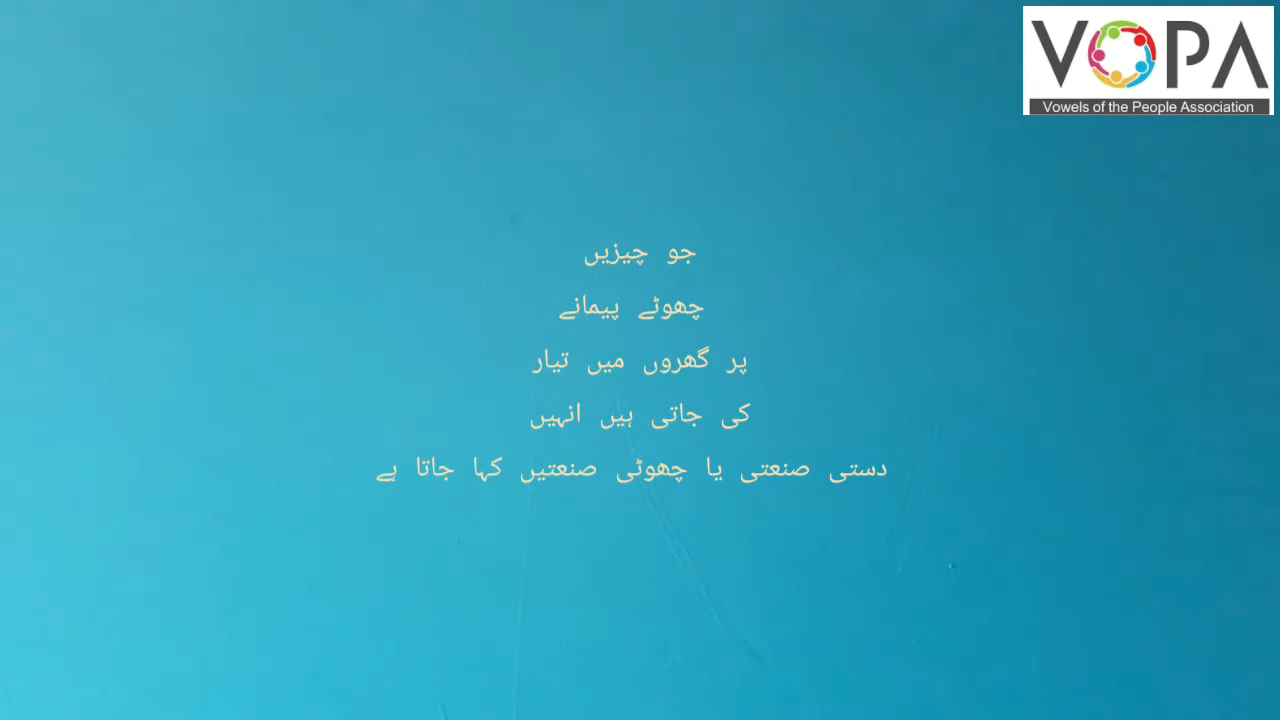 VOPA
Vowels of the People Association
جو چیزیں
چھوٹے پیمانے
پر گھروں میں تیار
کی جاتی ہیں انہیں
دستی صنعتی یا چھوٹی صنعتیں کہا جاتا ہے